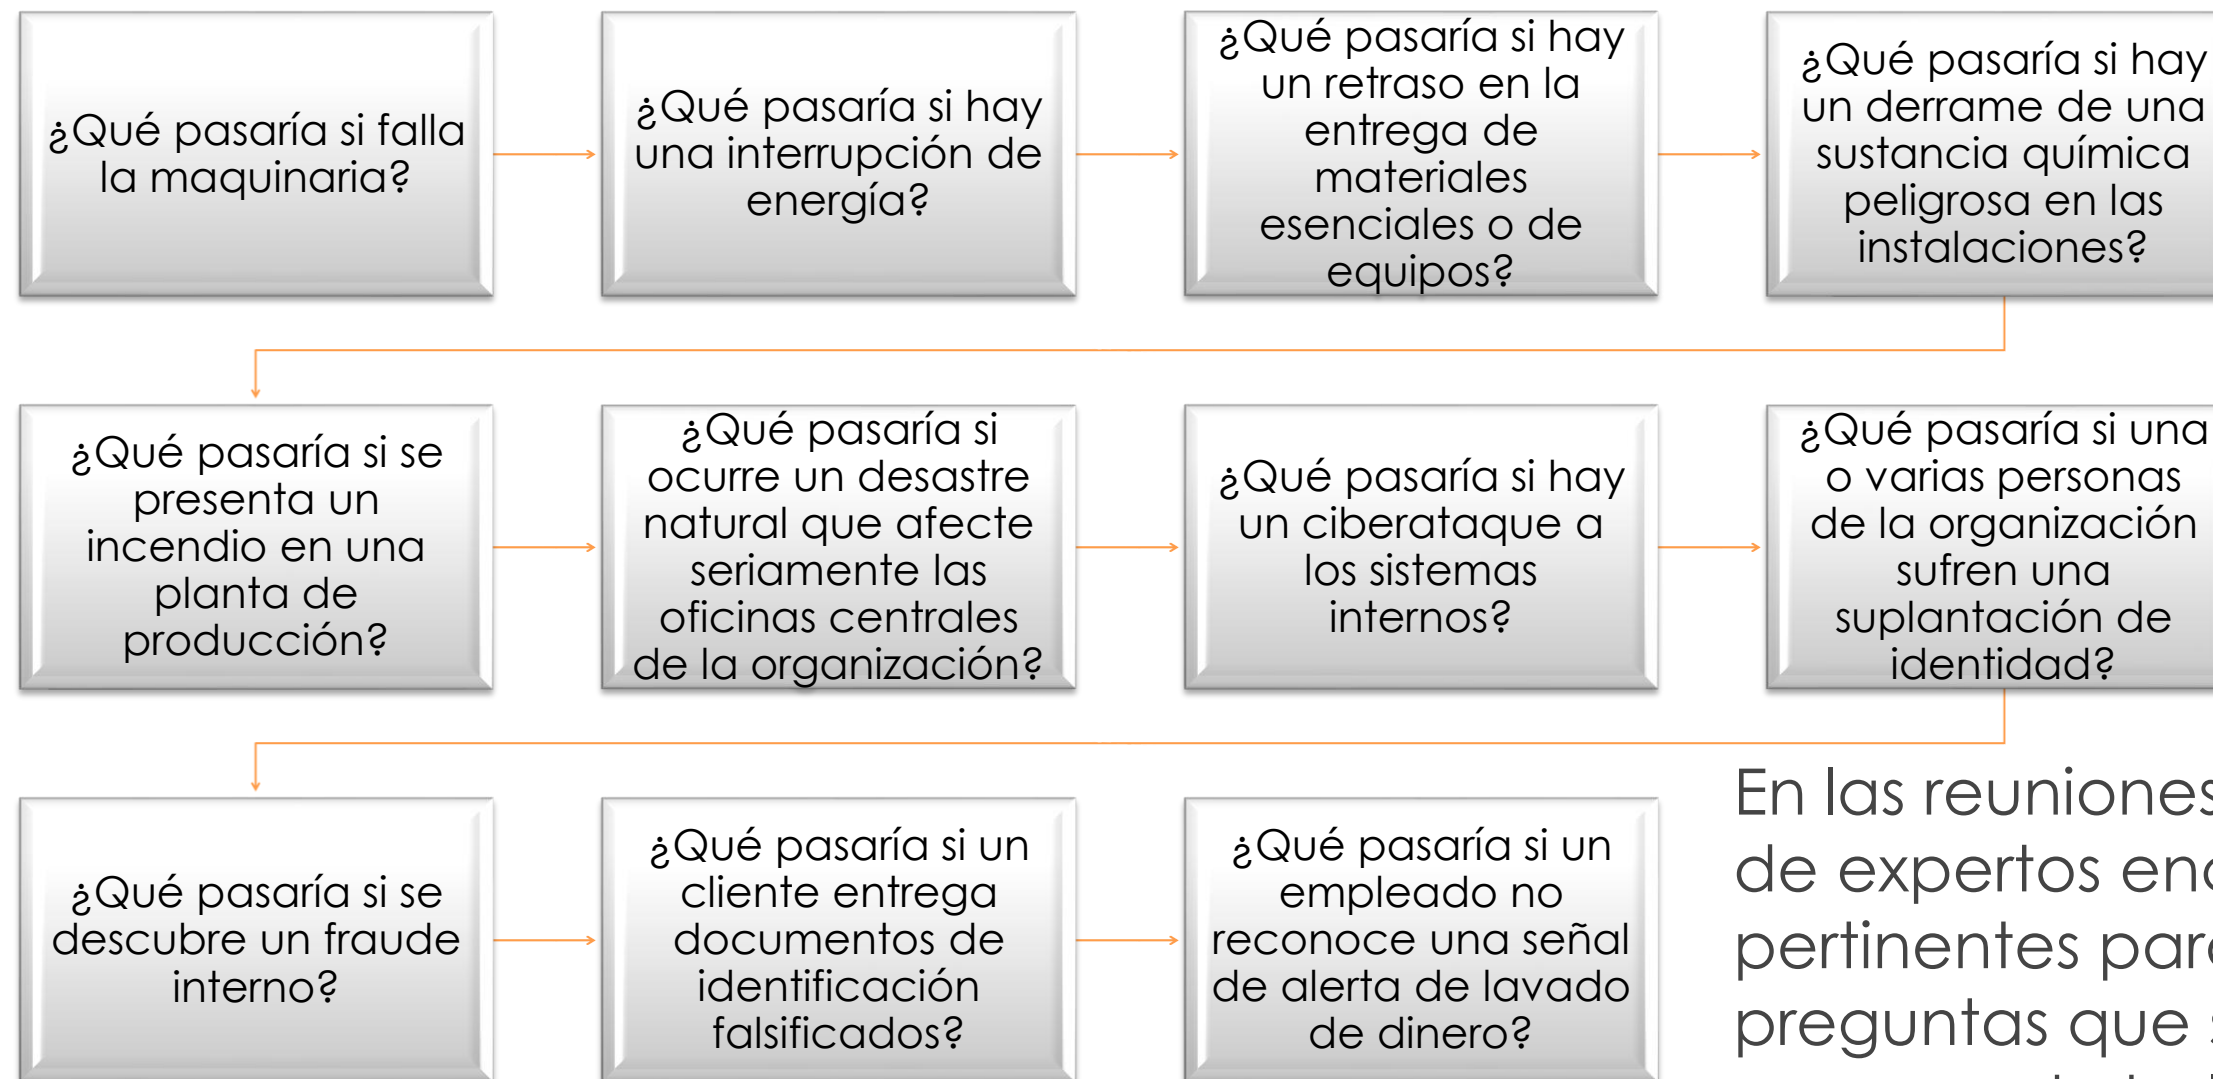 ¿Qué pasaría si falla
la maquinaria?
¿Qué pasaría si hay
una interrupción de
energía?
¿Qué pasaría si hay
un retraso en la
entrega de
materiales
esenciales o de
equipos?
¿Qué pasaría si hay
un derrame de una
sustancia química
peligrosa en las
instalaciones?
¿Qué pasaría si se
presenta un
incendio en una
planta de
producción?
¿Qué pasaría si
ocurre un desastre
natural que afecte
seriamente las
oficinas centrales
de la organización?
¿Qué pasaría si hay
un ciberataque a
los sistemas
internos?
¿Qué pasaría si una
o varias personas
de la organización
sufren una
suplantación de
identidad?
¿Qué pasaría si se
descubre un fraude
interno?
¿Qué pasaría si un
cliente entrega
documentos de
identificación
falsificados?
¿Qué pasaría si un
empleado no
reconoce una señal
de alerta de lavado
de dinero?
En las reuniones
de expertos
pertinentes
preguntas que